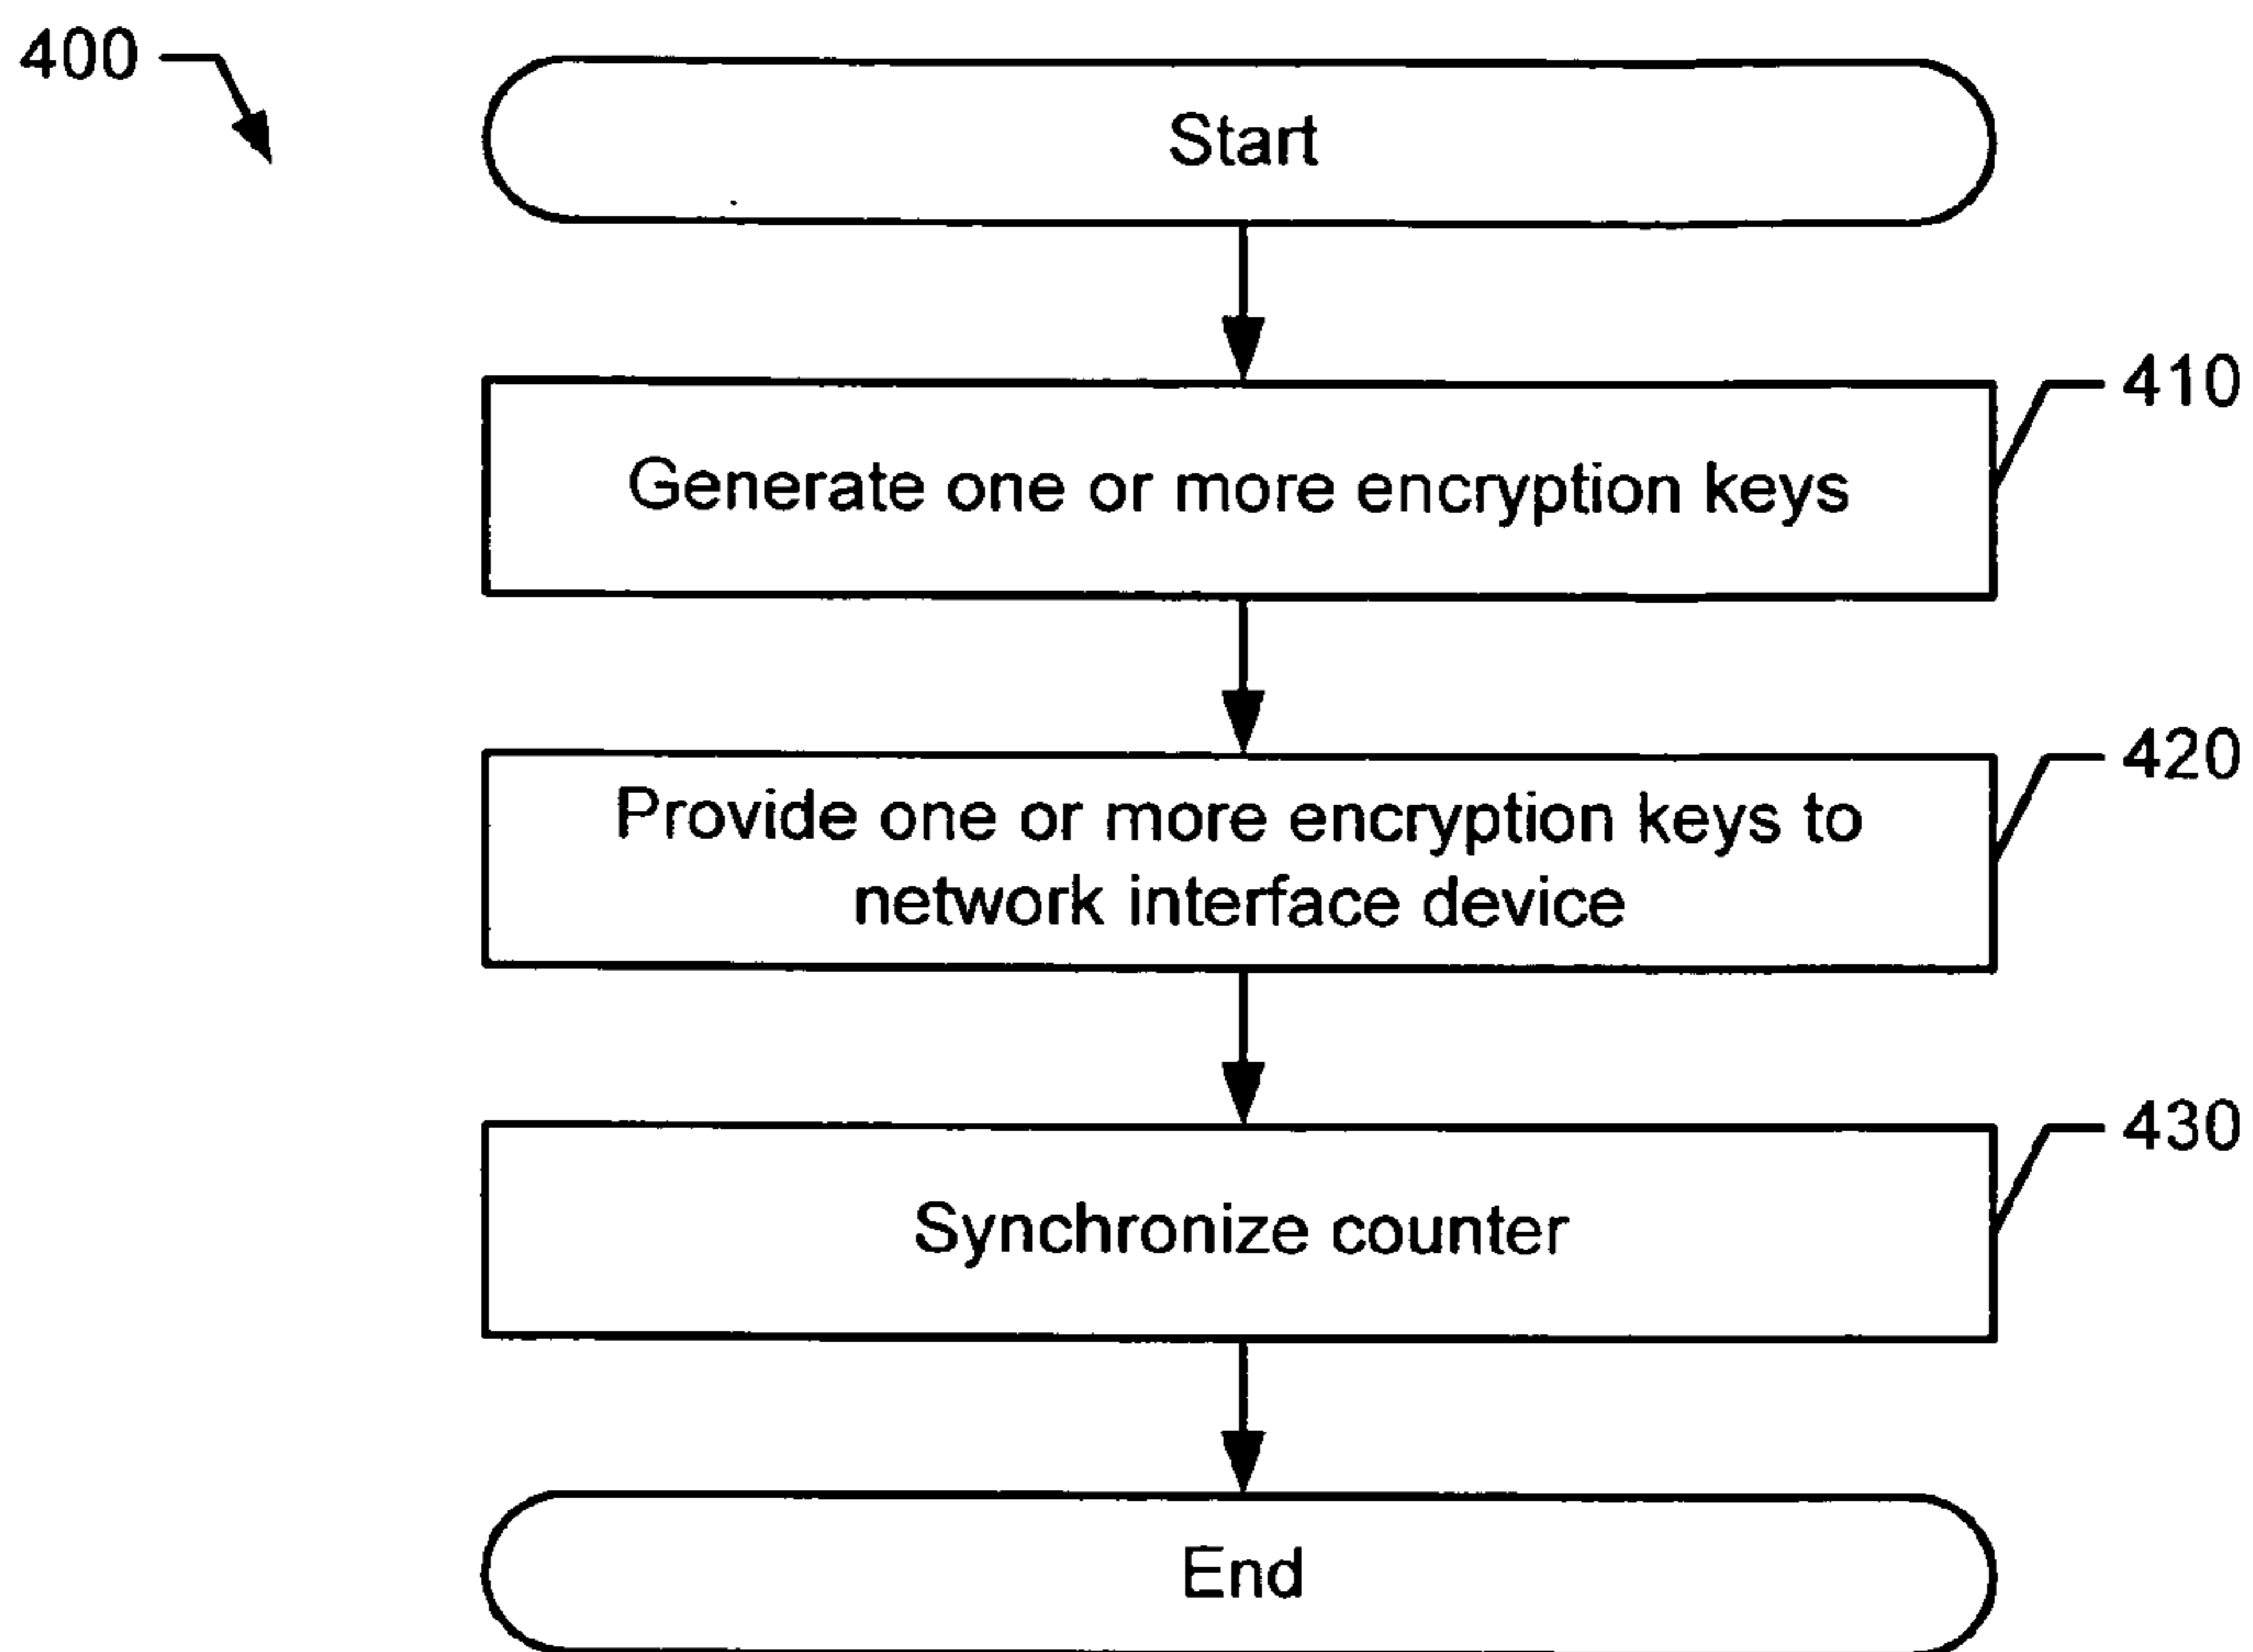 400
Start
410
Generate one or more encryption keys
420
Provide one or more encryption keys to
network interface device
430
Synchronize counter
End